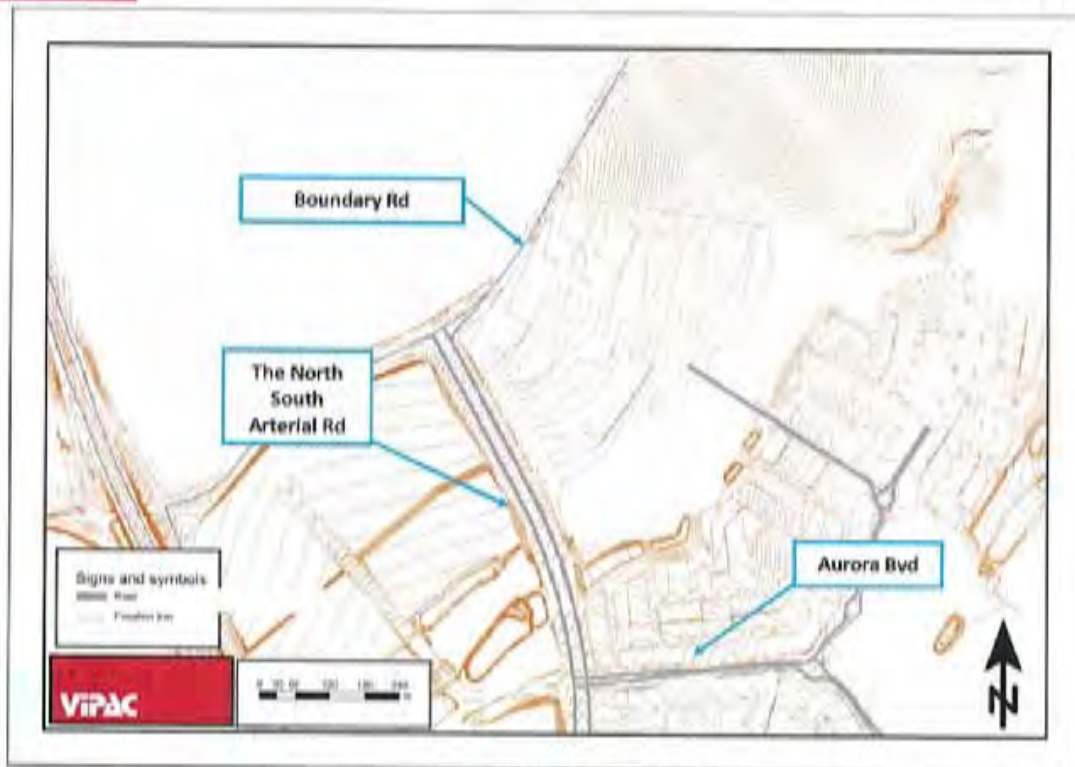 Boundary Rd
The North
South
Arterial Rd
Aurora Bvd
Signs and symbols
Road
ViPAC
N